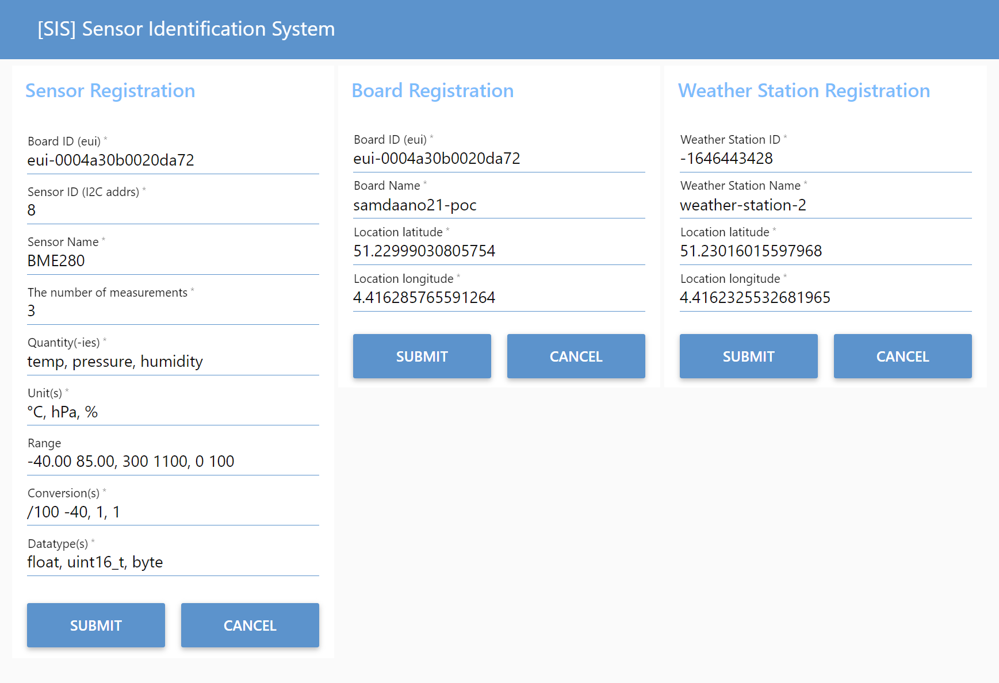 [SIS] Sensor Identification System
Sensor Registration
Board ID (eui) *
eui-0004a30b0020da72
Sensor ID (I2C addrs) *
8
Sensor Name *
BME280
The number of measurements *
3
Quantity(-ies) *
temp, pressure, humidity
Unit(s) *
°C, hPa, %
Range
-40.00 85.00, 300 1100, 0 100
Conversion(s) *
/100 -40, 1, 1
Datatype(s) *
float, uint16_t, byte
SUBMIT
CANCEL
Board Registration
Board ID (eui) *
eui-0004a30b0020da72
Board Name *
samdaano21-poc
Location latitude *
51.22999030805754
Location longitude *
4.416285765591264
SUBMIT
CANCEL
Weather Station Registration
Weather Station ID *
-1646443428
Weather Station Name *
weather-station-2
Location latitude *
51.23016015597968
Location longitude *
4.4162325532681965
SUBMIT
CANCEL